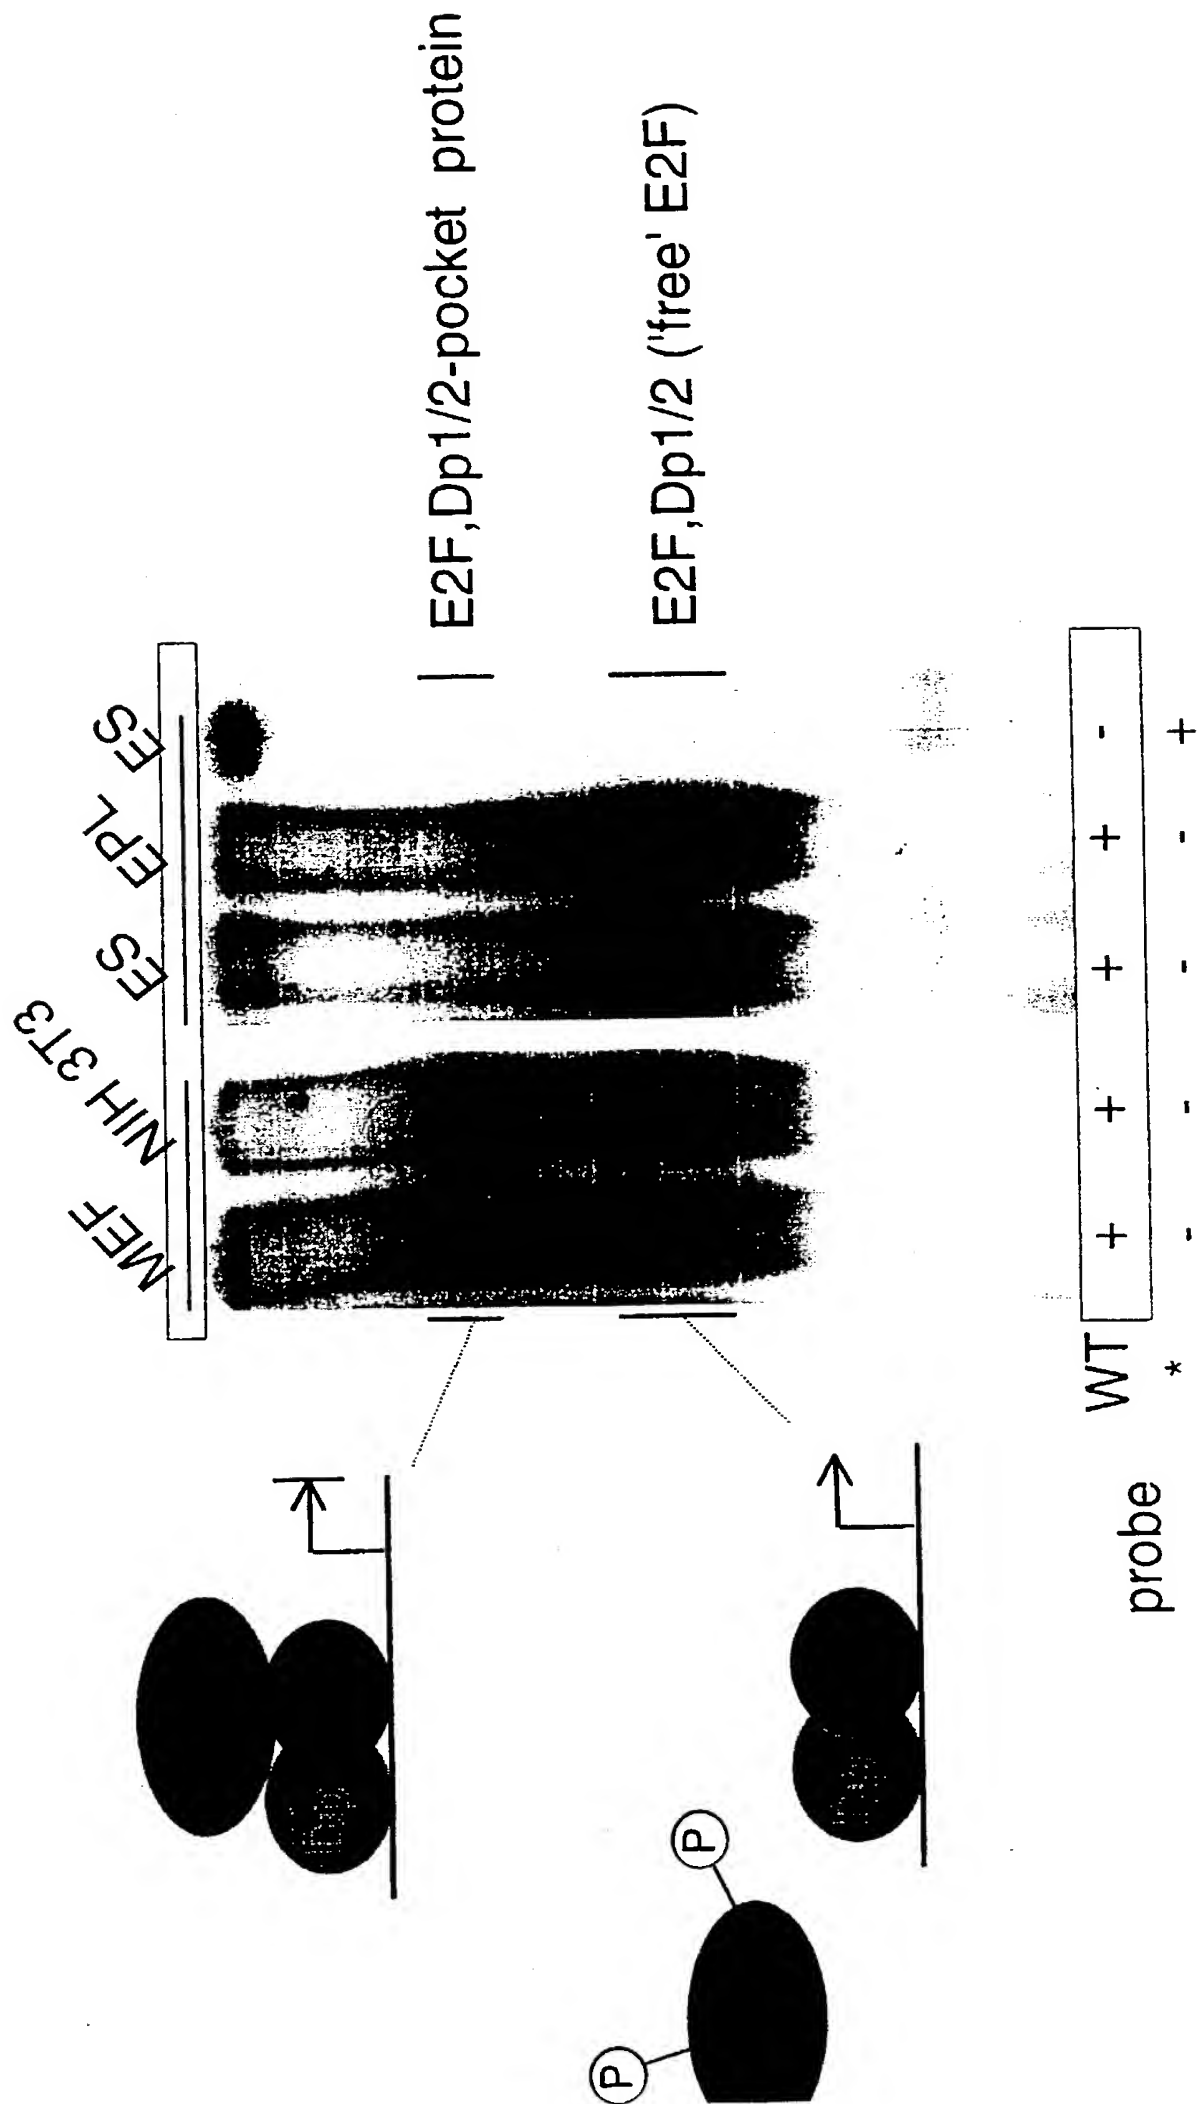 MEF NIH 3T3 ES EPL ES
E2F,Dp1/2-pocket protein
E2F,Dp1/2 ('free' E2F)
P
P
probe
WT + + + + -
* - - - - +